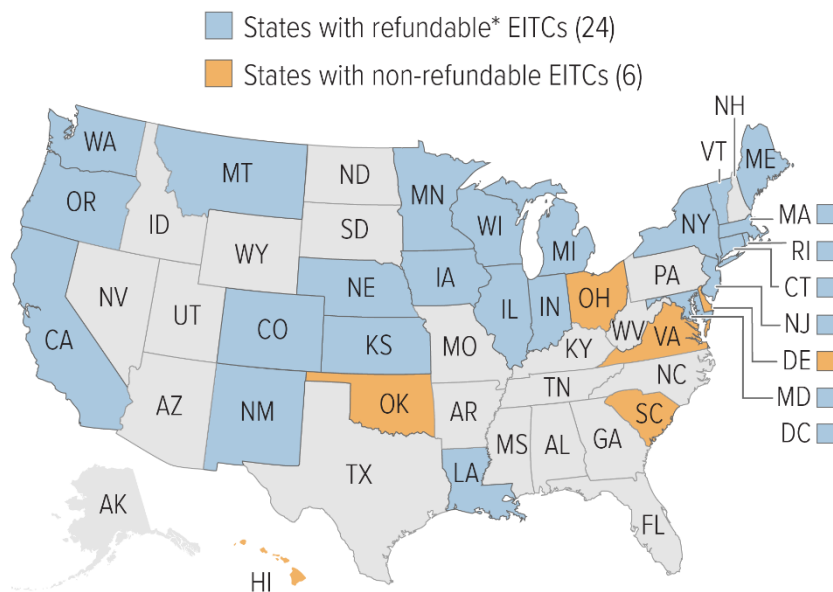 States with refundable* EITCs (24)
States with non-refundable EITCs (6)
NH
WA
VT
ME
MT
ND
MN
OR
MA
ID
WI
NY
SD
RI
WY
MI
CT
IA
PA
NE
NJ
NV
OH
IL
IN
UT
DE
CO
WV
VA
CA
KS
MO
KY
MD
NC
TN
DC
OK
AZ
NM
AR
SC
MS
AL
GA
LA
TX
AK
FL
HI